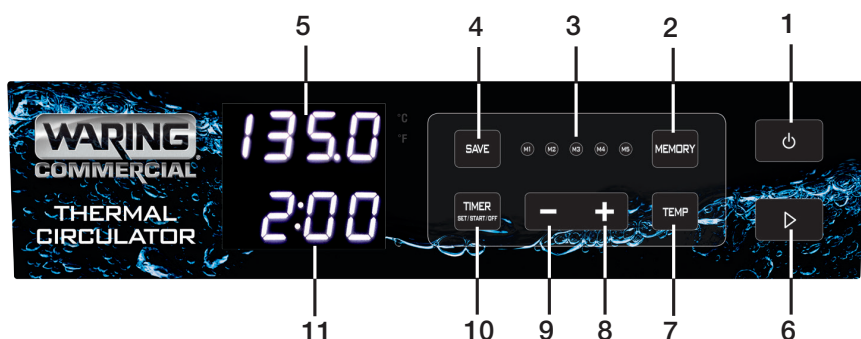 5 4 3 2 1
135.0
°C
°F
WARING
COMMERCIAL®
SAVE
M1 M2 M3 M4 M5
MEMORY
THERMAL
CIRCULATOR
2:00
TIMER
SET/START/OFF
TEMP
11 10 9 8 7 6